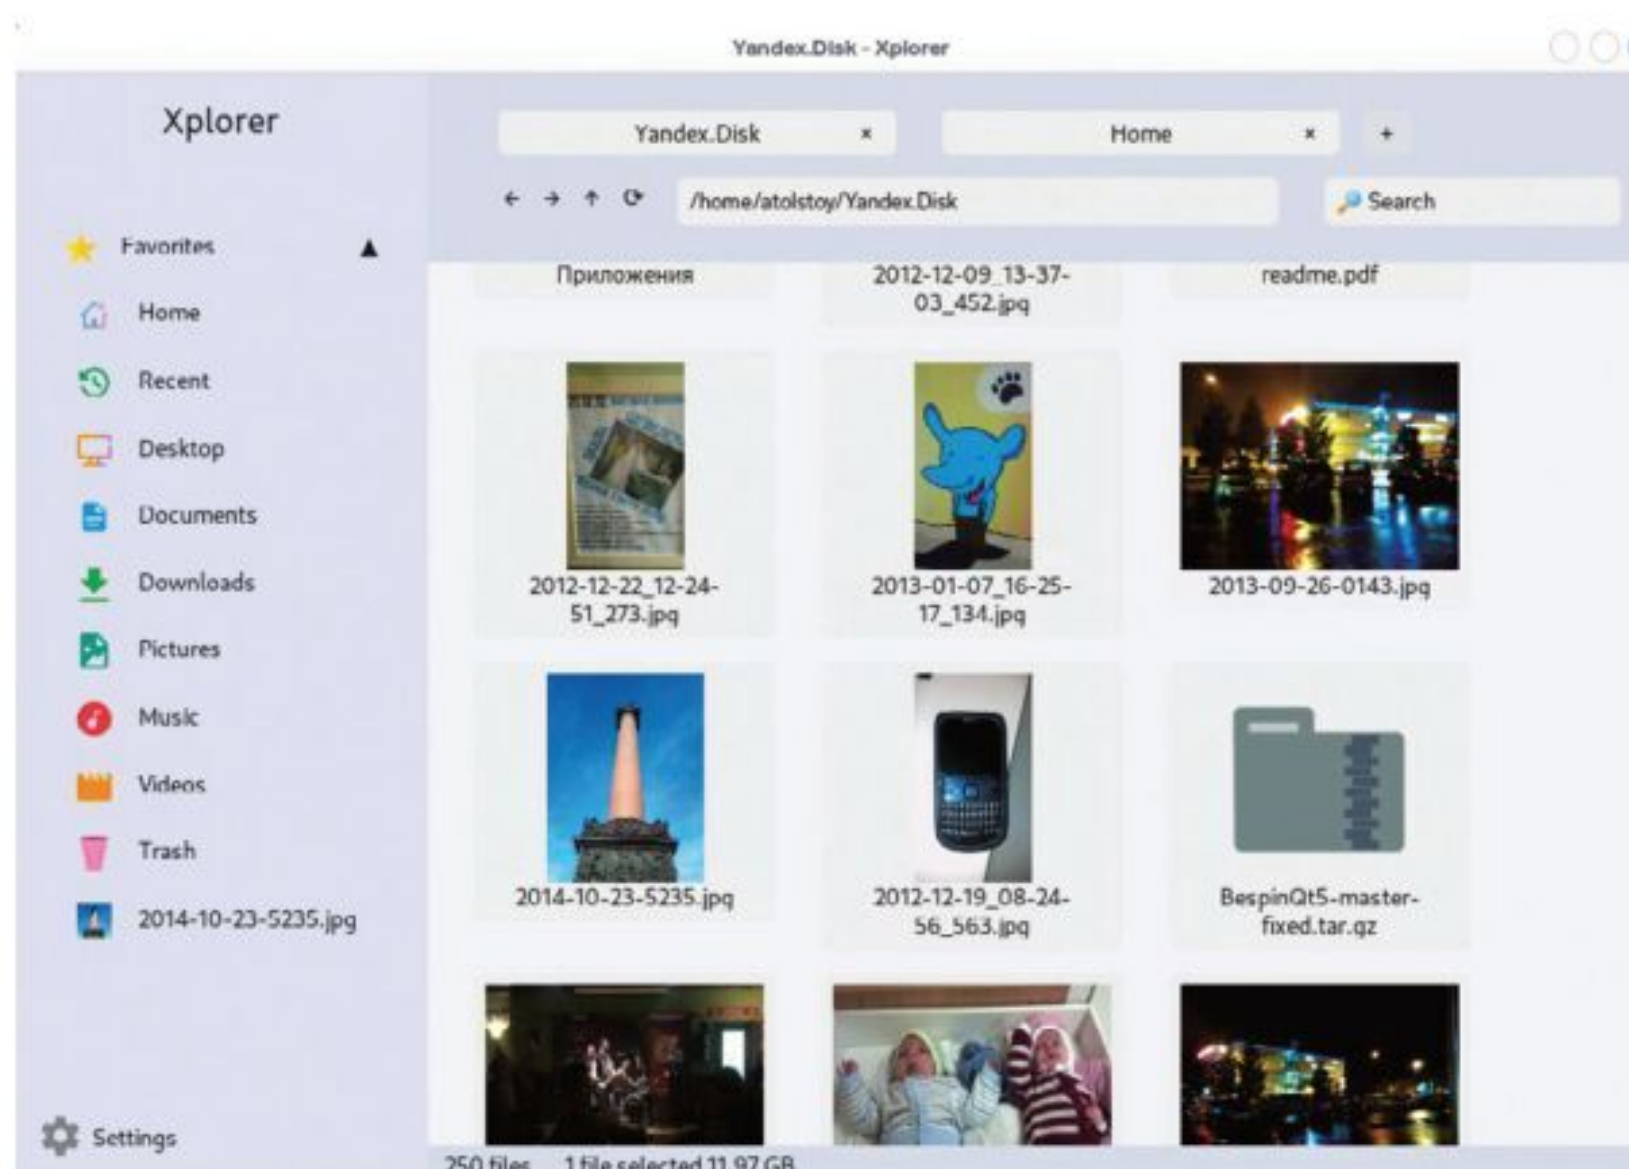 Yandex.Disk - Xplorer
Xplorer
Yandex.Disk
Home
+
/home/atolstoy/Yandex.Disk
Search
Favorites
Home
Recent
Desktop
Documents
Downloads
Pictures
Music
Videos
Trash
2014-10-23-5235.jpg
Settings
Приложения
2012-12-09_13-37-
03_452.jpg
readme.pdf
2012-12-22_12-24-
51_273.jpg
2013-01-07_16-25-
17_134.jpg
2013-09-26-0143.jpg
2014-10-23-5235.jpg
2012-12-19_08-24-
56_563.jpg
BespinQt5-master-
fixed.tar.gz
250 files 1 file selected 11.97 GB